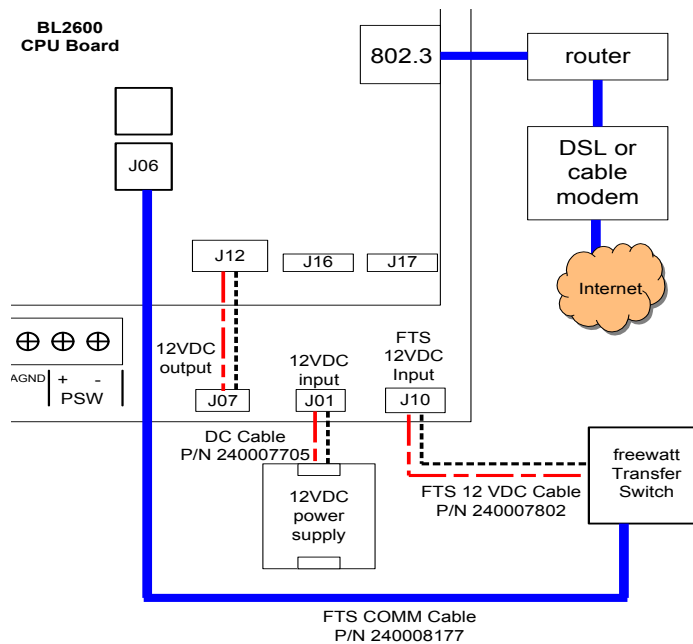 BL2600
CPU Board
802.3
router
J06
DSL or
cable
modem
J12
J16
J17
Internet
12VDC
output
12VDC
input
FTS
12VDC
Input
AGND
+ -
PSW
J07
J01
J10
DC Cable
P/N 240007705
12VDC
power
supply
FTS 12 VDC Cable
P/N 240007802
freewatt
Transfer
Switch
FTS COMM Cable
P/N 240008177